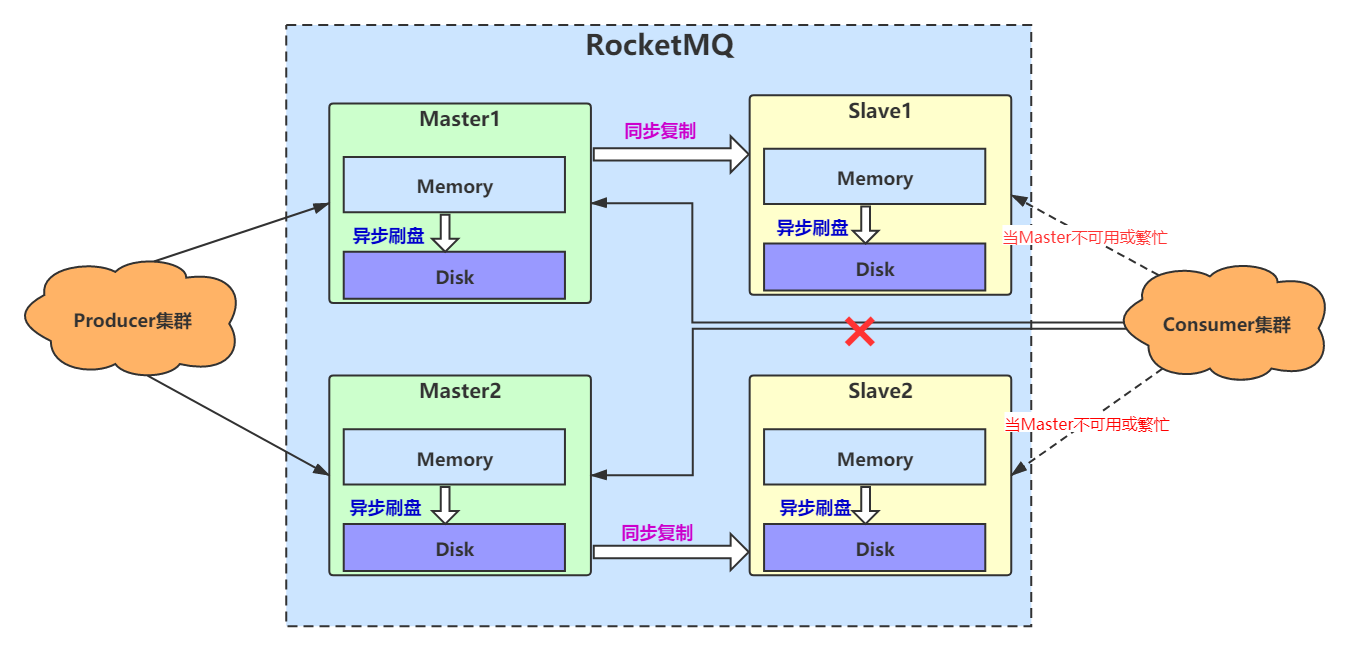 RocketMQ
Master1
Memory
异步刷盘
Disk
同步复制
Slave1
Memory
异步刷盘
Disk
当Master不可用或繁忙
Producer集群
Consumer集群
Master2
Memory
异步刷盘
Disk
同步复制
Slave2
Memory
异步刷盘
Disk
当Master不可用或繁忙